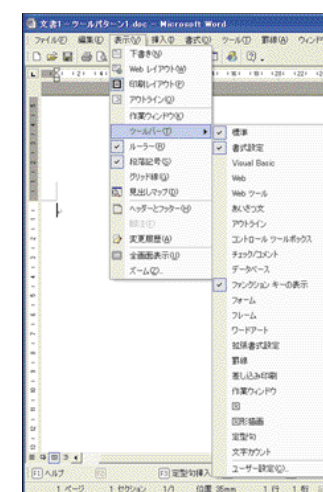 文書1-ツールパターン1.doc - Microsoft Word
ファイル(F) 編集(E) 表示(V) 挿入(I) 書式(O) ツール(T) 罫線(A) ウィンド
下書き(N)
Web レイアウト(W)
印刷レイアウト(P)
アウトライン(O)
作業ウィンドウ(K)
ツールバー(T)
ルーラー(R)
段落記号(S)
グリッド線(G)
見出しマップ(D)
ヘッダーとフッター(H)
脚注(F)
変更履歴(A)
全画面表示(U)
ズーム(Z)...
標準
書式設定
Visual Basic
Web
Web ツール
あいさつ文
アウトライン
コントロール ツールボックス
チェック/コメント
データベース
ファンクション キーの表示
フォーム
フレーム
ワードアート
拡張書式設定
罫線
差し込み印刷
作業ウィンドウ
図
図形描画
定型句
文字カウント
ユーザー設定(C)...
F1 ヘルプ F2 F3 定型句挿入
1 ページ 1 セクション 1/1 位置 35mm 1 行 1 桁